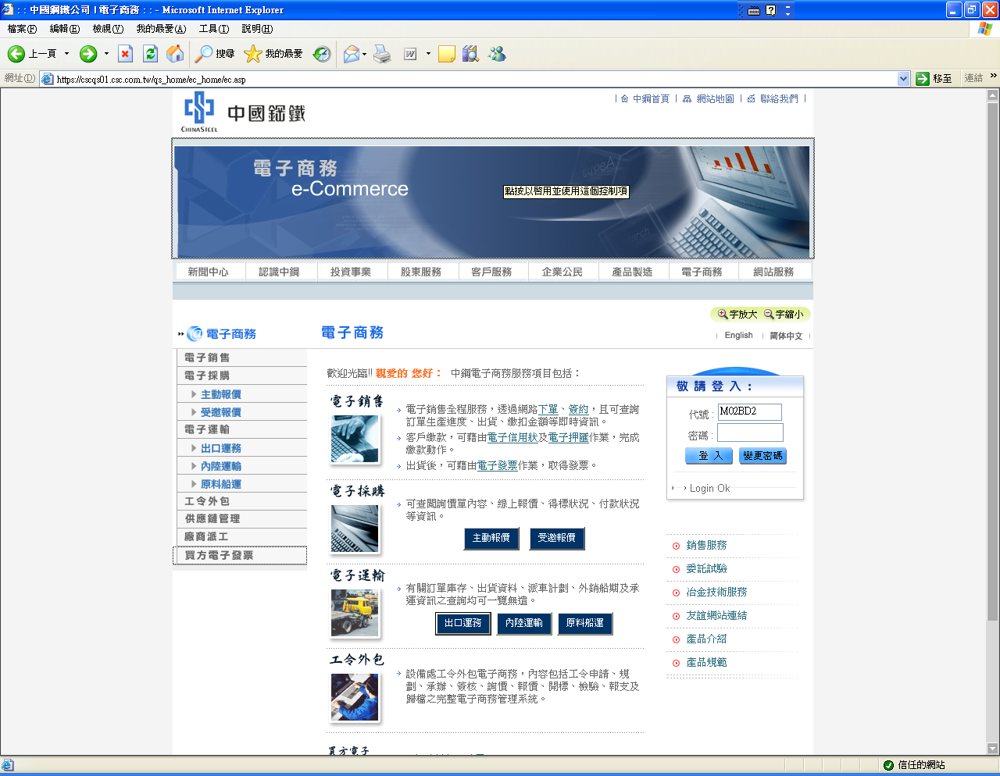 : : 中國鋼鐵公司 | 電子商務 : : - Microsoft Internet Explorer
檔案(F) 編輯(E) 檢視(V) 我的最愛(A) 工具(T) 說明(H)
上一頁 搜尋 我的最愛
網址(D) https://cscqs01.csc.com.tw/qs_home/ec_home/ec.asp 移至 連結 »
CHINA STEEL 中國鋼鐵
中鋼首頁 | 網站地圖 | 聯絡我們
電子商務
e-Commerce
typeA
arch
點按以啓用並使用這個控制項
新聞中心 認識中鋼 投資事業 股東服務 客戶服務 企業公民 產品製造 電子商務 網站服務
字放大 字縮小
English 简体中文
電子商務
電子銷售
電子採購
主動報價
受邀報價
電子運輸
出口運務
內陸運輸
原料船運
工令外包
供應鏈管理
廠商派工
買方電子發票
電子商務
歡迎光臨!! 親愛的 您好： 中鋼電子商務服務項目包括：
電子銷售
電子銷售全程服務，透過網路下單、簽約，且可查詢
訂單生產進度、出貨、繳扣金額等即時資訊。
客戶繳款，可藉由電子信用狀及電子押匯作業，完成
繳款動作。
出貨後，可藉由電子發票作業，取得發票。
電子採購
可查閱詢價單內容、線上報價、得標狀況、付款狀況
等資訊。
主動報價 受邀報價
電子運輸
有關訂單庫存、出貨資料、派車計劃、外銷船期及承
運資訊之查詢均可一覽無遺。
出口運務 內陸運輸 原料船運
工令外包
設備處工令外包電子商務，內容包括工令申請、規
劃、承辦、簽核、詢價、報價、開標、檢驗、報支及
歸檔之完整電子商務管理系統。
買方電子
敬請登入：
代號 : M02BD2
密碼 :
登 入 變更密碼
Login Ok
銷售服務
委託試驗
冶金技術服務
友誼網站連結
產品介紹
產品規範
信任的網站